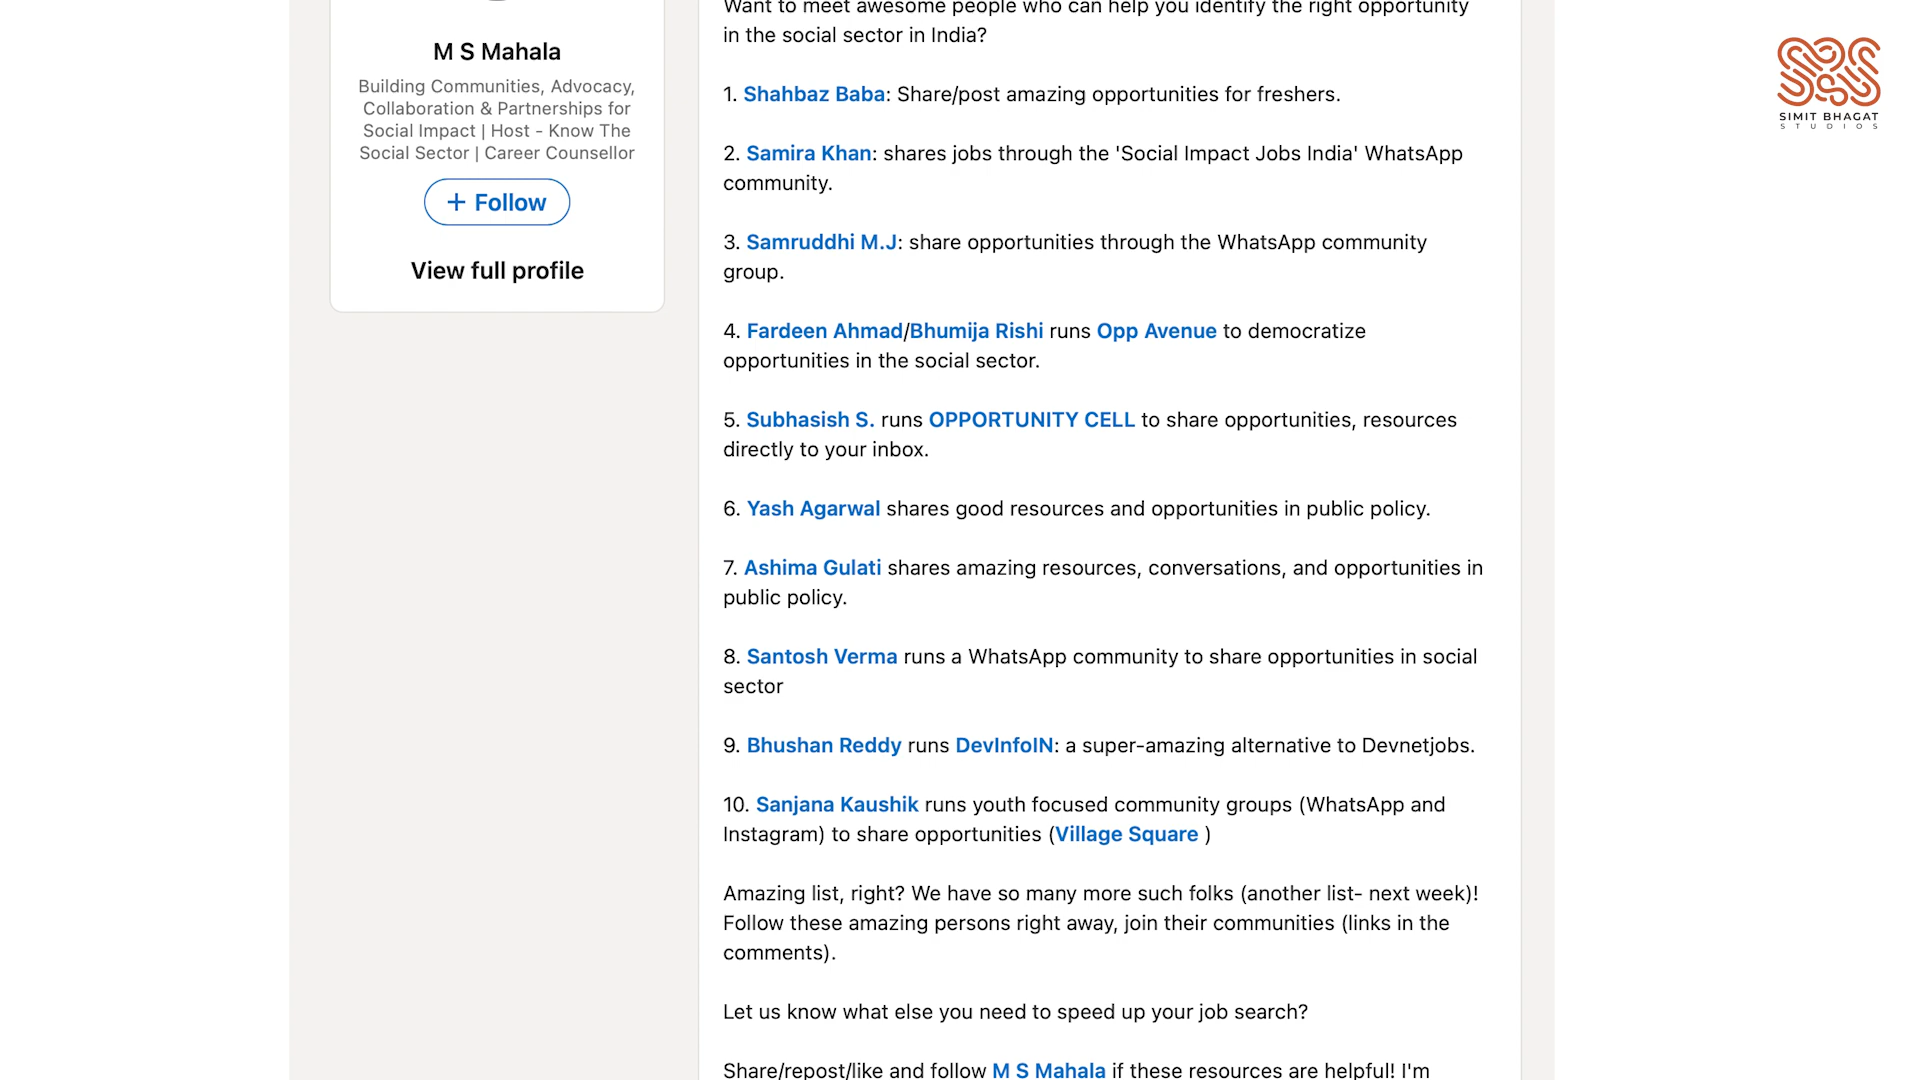 M S Mahala
Building Communities, Advocacy,
Collaboration & Partnerships for
Social Impact | Host - Know The
Social Sector | Career Counsellor
+ Follow
View full profile
Want to meet awesome people who can help you identify the right opportunity
in the social sector in India?
1. Shahbaz Baba: Share/post amazing opportunities for freshers.
2. Samira Khan: shares jobs through the 'Social Impact Jobs India' WhatsApp
community.
3. Samruddhi M.J: share opportunities through the WhatsApp community
group.
4. Fardeen Ahmad/Bhumija Rishi runs Opp Avenue to democratize
opportunities in the social sector.
5. Subhasish S. runs OPPORTUNITY CELL to share opportunities, resources
directly to your inbox.
6. Yash Agarwal shares good resources and opportunities in public policy.
7. Ashima Gulati shares amazing resources, conversations, and opportunities in
public policy.
8. Santosh Verma runs a WhatsApp community to share opportunities in social
sector
9. Bhushan Reddy runs DevInfoIN: a super-amazing alternative to Devnetjobs.
10. Sanjana Kaushik runs youth focused community groups (WhatsApp and
Instagram) to share opportunities (Village Square )
Amazing list, right? We have so many more such folks (another list- next week)!
Follow these amazing persons right away, join their communities (links in the
comments).
Let us know what else you need to speed up your job search?
Share/repost/like and follow M S Mahala if these resources are helpful! I'm
SIMIT BHAGAT
STUDIOS